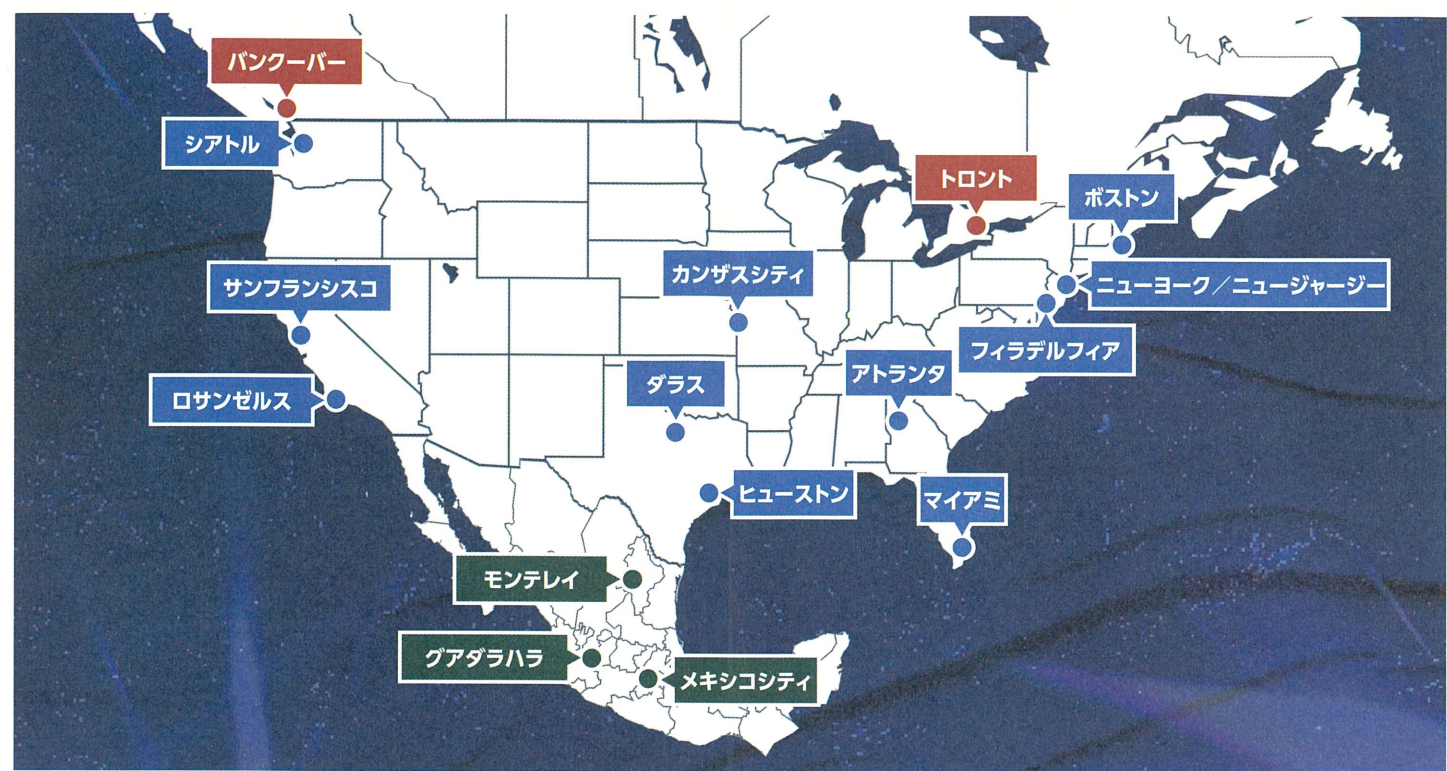 バンクーバー
シアトル
トロント
ボストン
サンフランシスコ
カンザスシティ
ニューヨーク／ニュージャージー
フィラデルフィア
ロサンゼルス
ダラス
アトランタ
ヒューストン
マイアミ
モンテレイ
グアダラハラ
メキシコシティ